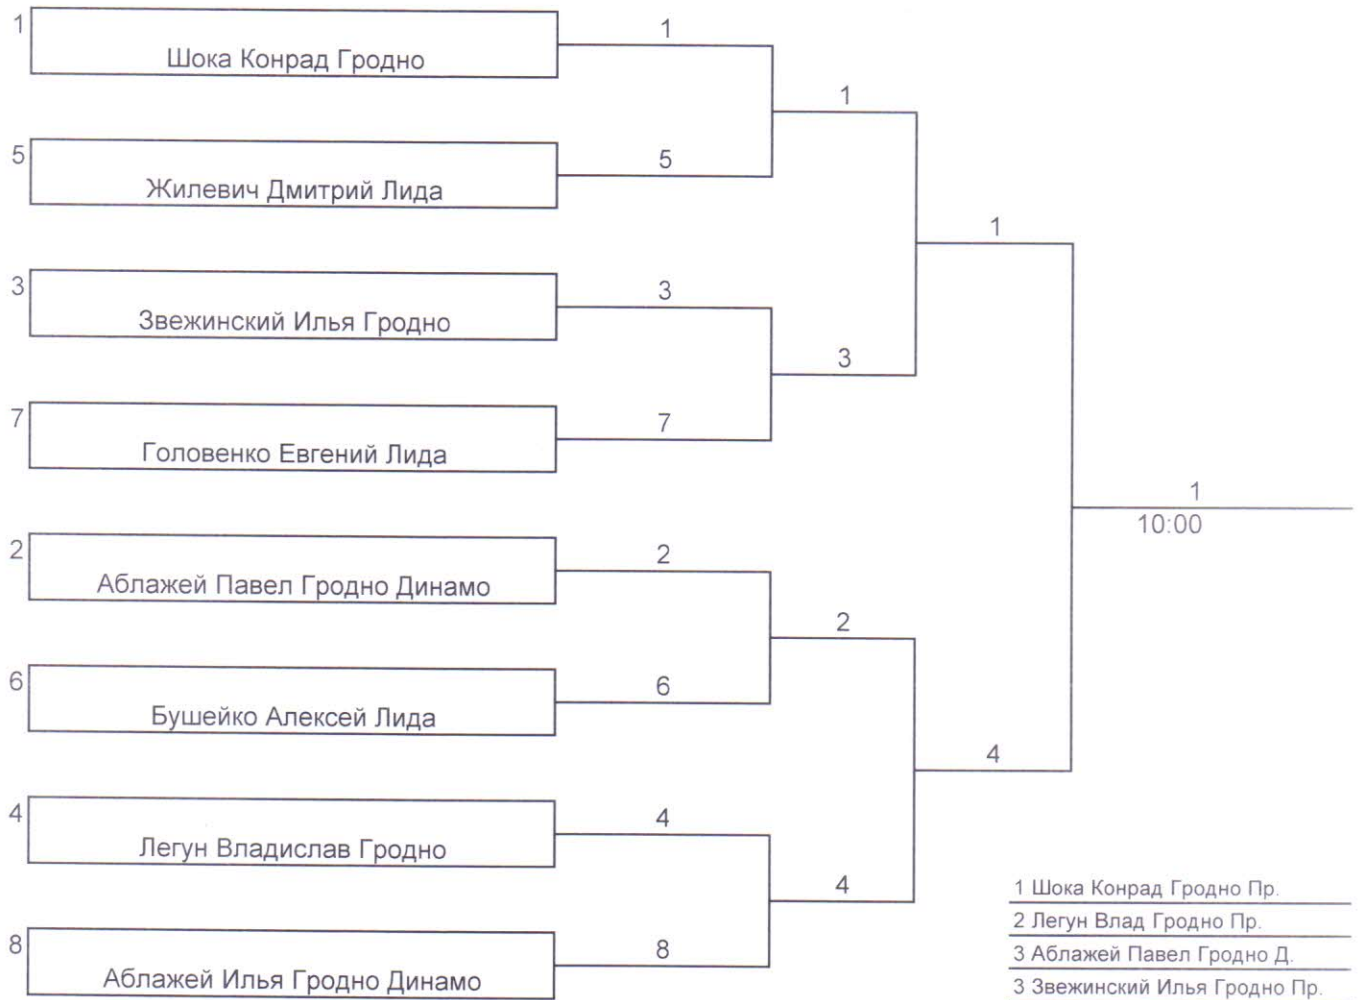 1
Шока Конрад Гродно
1
1
5
Жилевич Дмитрий Лида
5
1
3
Звежинский Илья Гродно
3
3
7
Головенко Евгений Лида
7
1
10:00
2
Аблажей Павел Гродно Динамо
2
2
6
Бушейко Алексей Лида
6
4
4
Легун Владислав Гродно
4
4
8
Аблажей Илья Гродно Динамо
8
1 Шока Конрад Гродно Пр.
2 Легун Влад Гродно Пр.
3 Аблажей Павел Гродно Д.
3 Звежинский Илья Гродно Пр.